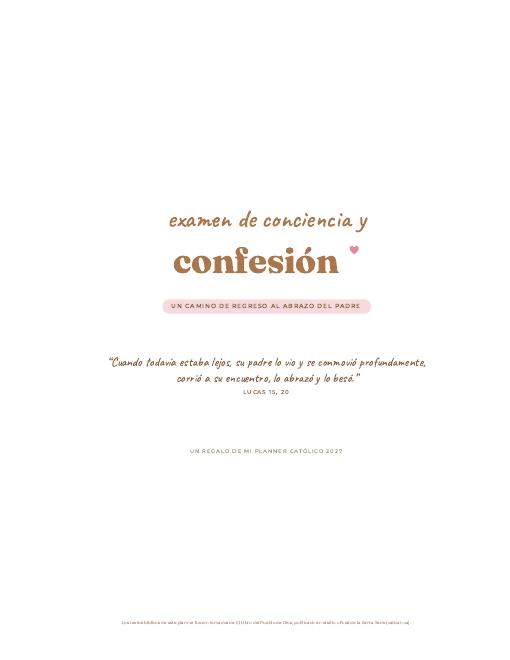 examen de conciencia y
confesión
UN CAMINO DE REGRESO AL ABRAZO DEL PADRE
“Cuando todavía estaba lejos, su padre lo vio y se conmovió profundamente,
corrió a su encuentro, lo abrazó y lo besó.”
LUCAS 15, 20
UN REGALO DE MI PLANNER CATÓLICO 2027